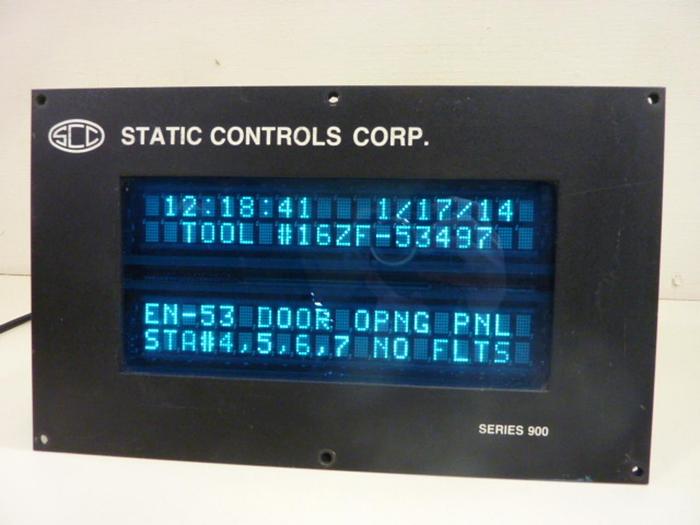 SCC STATIC CONTROLS CORP.
12:18:41 1/17/14
TOOL #16ZF-53497
EN-53 DOOR OPNG PNL
STA#4,5,6,7 NO FLTS
SERIES 900